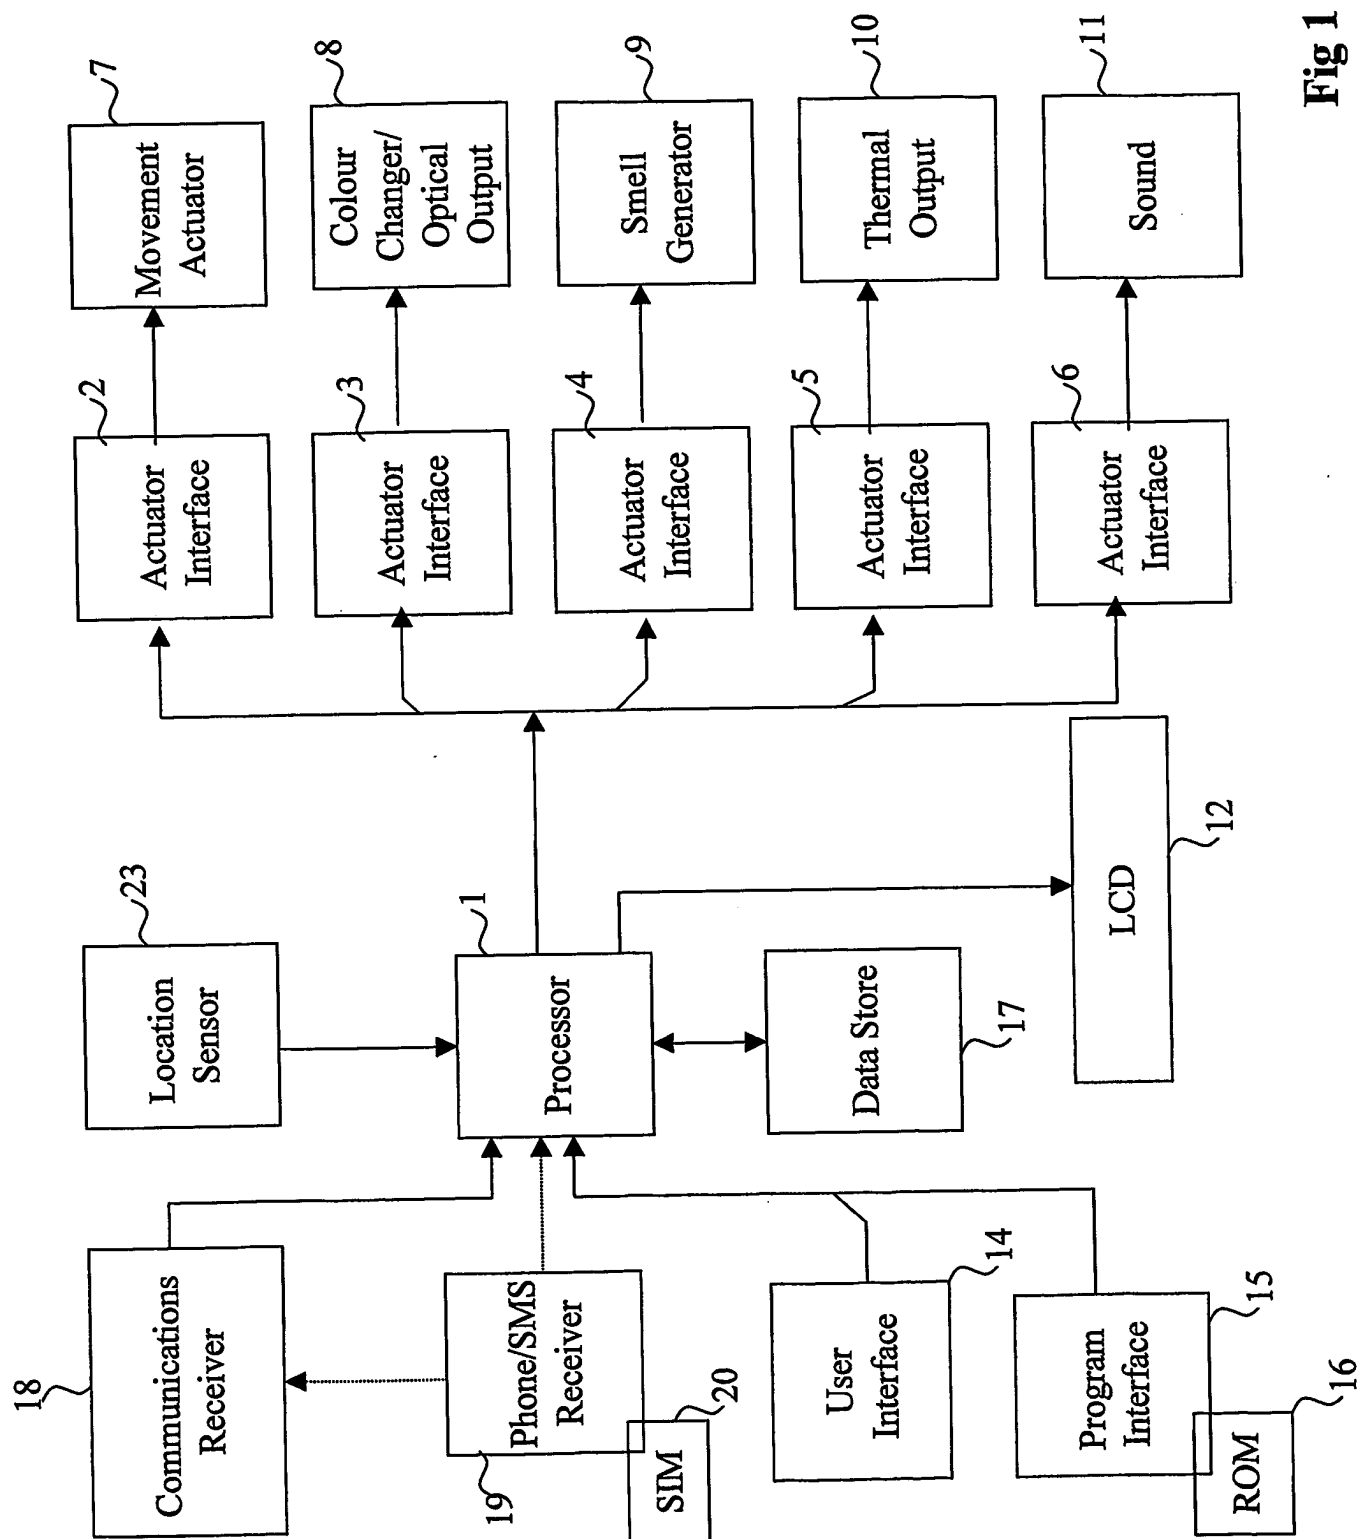 18
Communications
Receiver
23
Location
Sensor
2
Actuator
Interface
7
Movement
Actuator
3
Actuator
Interface
8
Colour
Changer/
Optical
Output
19
Phone/SMS
Receiver
SIM
20
1
Processor
4
Actuator
Interface
9
Smell
Generator
User
Interface
14
Data Store
17
5
Actuator
Interface
10
Thermal
Output
Program
Interface
15
ROM
16
LCD
12
6
Actuator
Interface
11
Sound
Fig 1